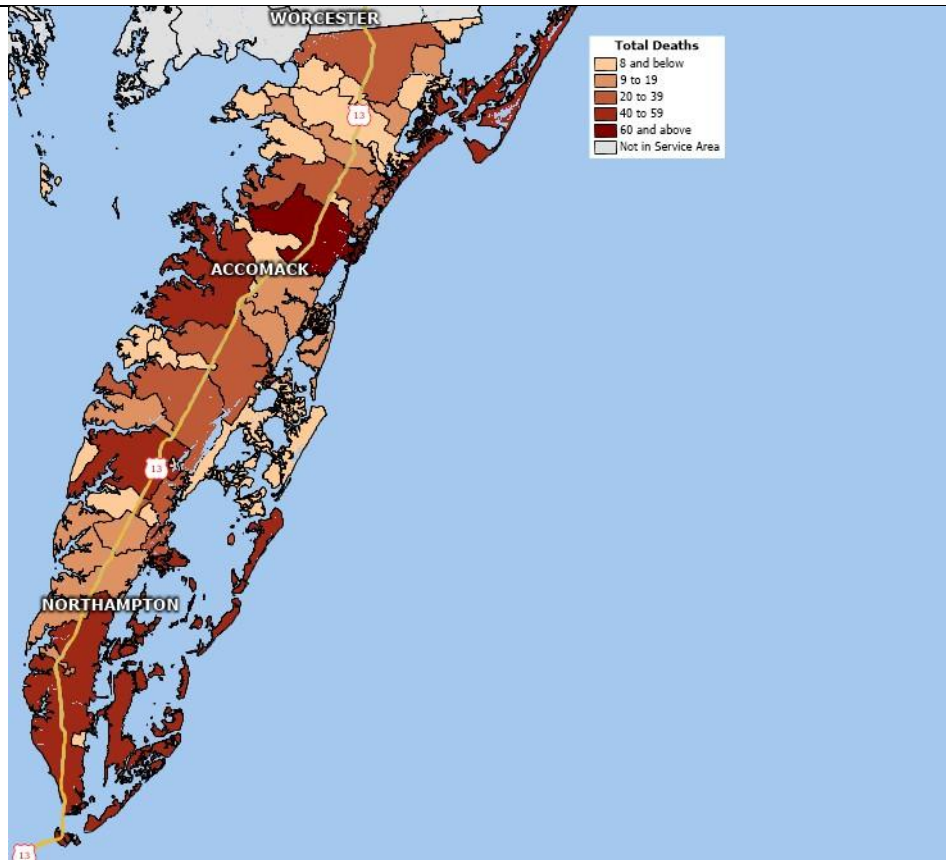 WORCESTER
Total Deaths
8 and below
9 to 19
20 to 39
40 to 59
60 and above
Not in Service Area
13
ACCOMACK
13
NORTHAMPTON
13